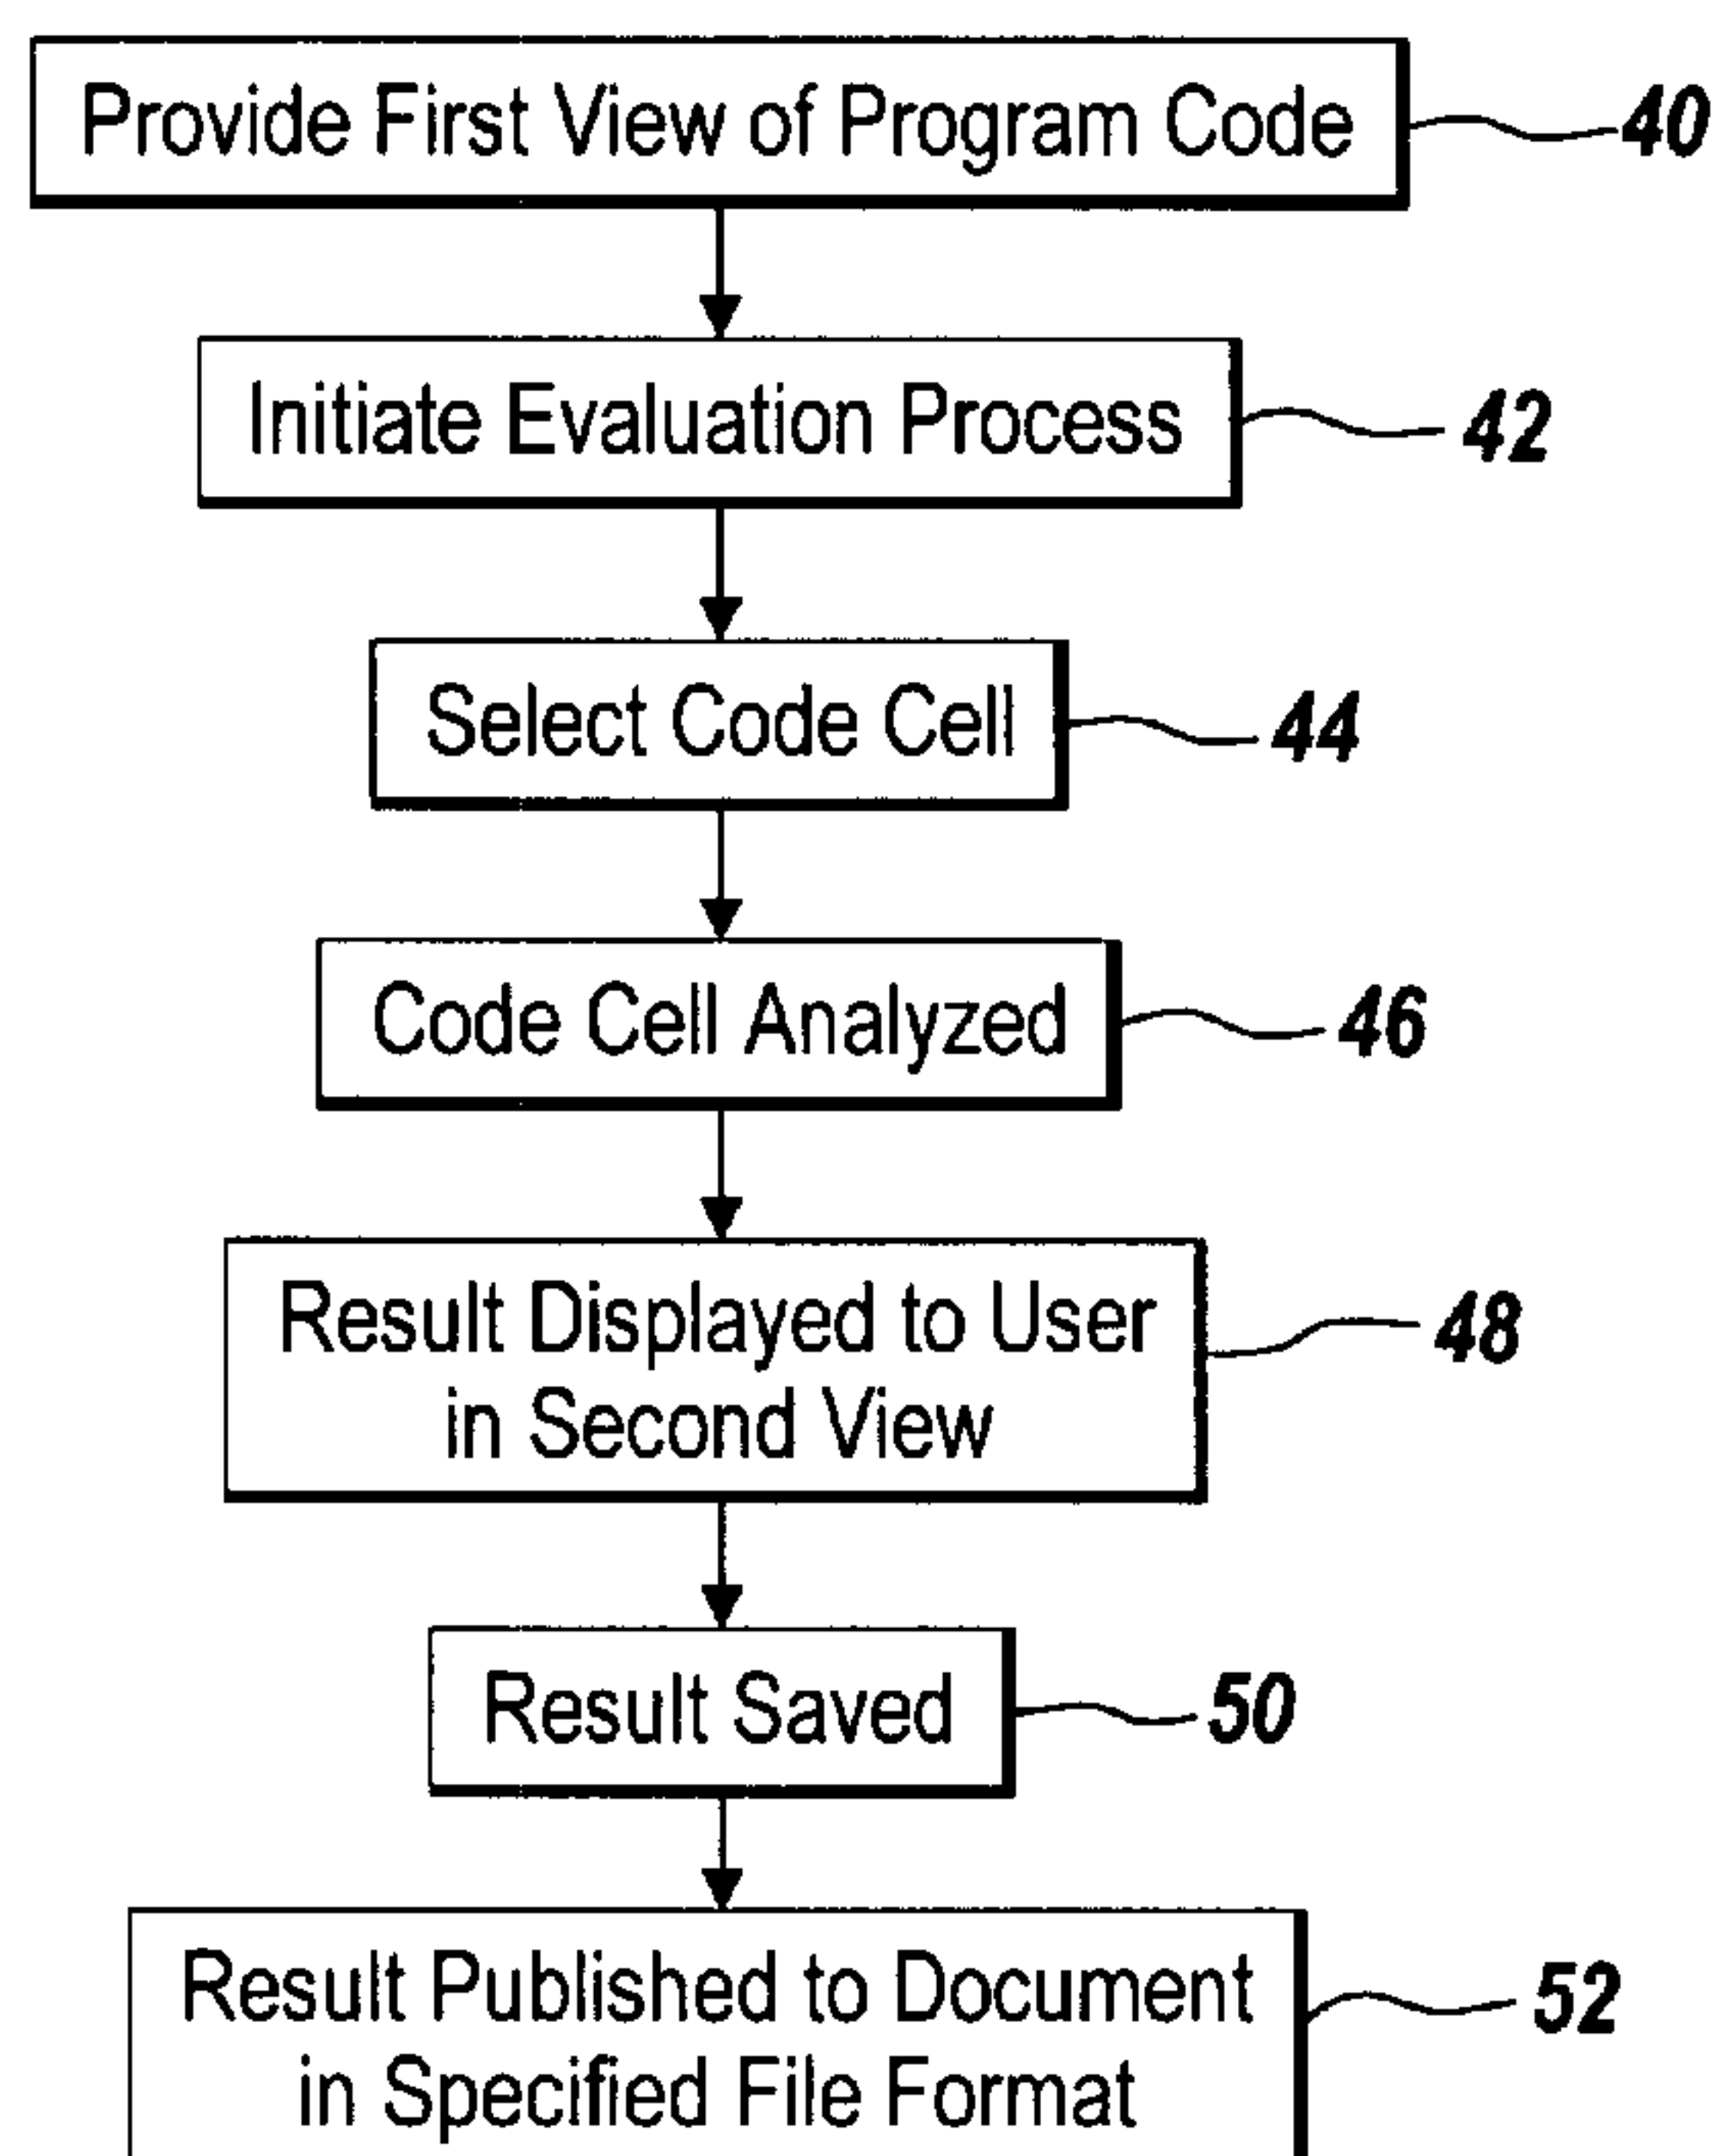 Provide First View of Program Code
40
Initiate Evaluation Process
42
Select Code Cell
44
Code Cell Analyzed
46
Result Displayed to User
in Second View
48
Result Saved
50
Result Published to Document
in Specified File Format
52